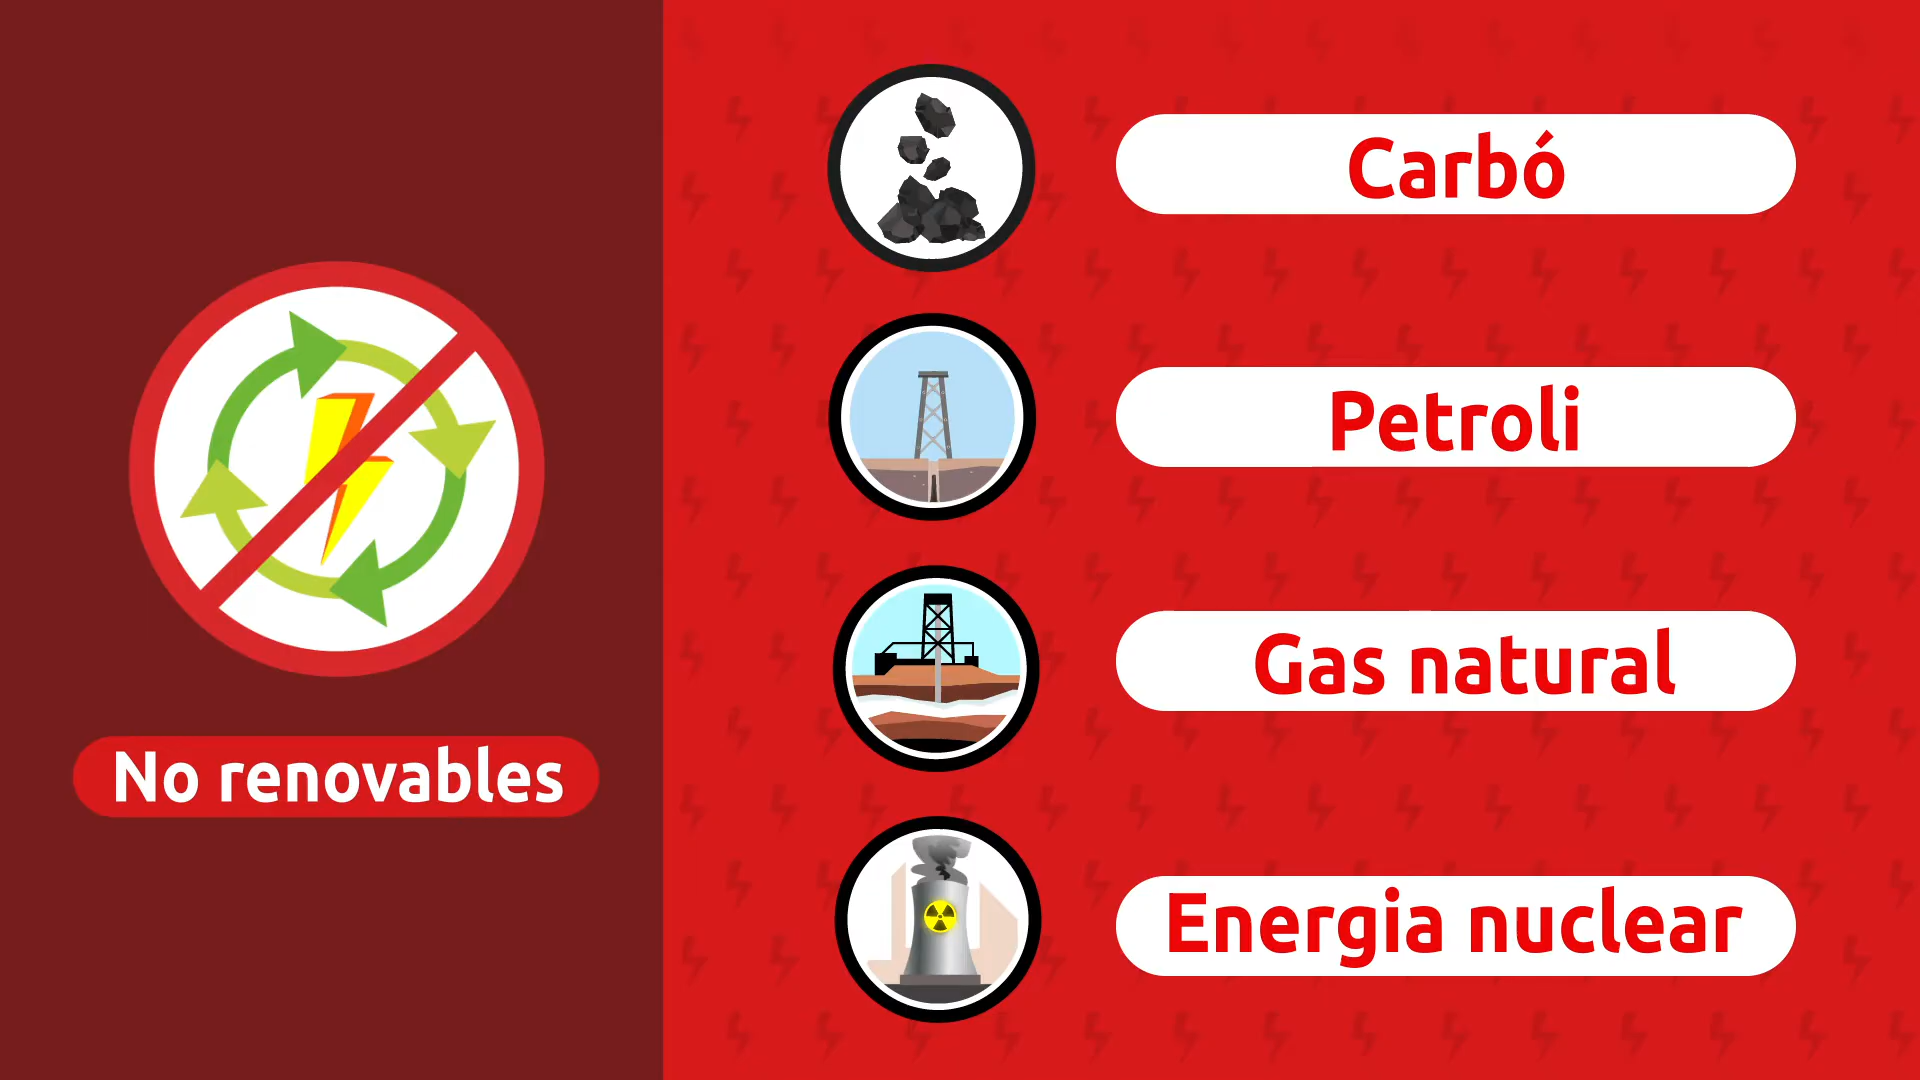 No renovables
Carbó
Petroli
Gas natural
Energia nuclear